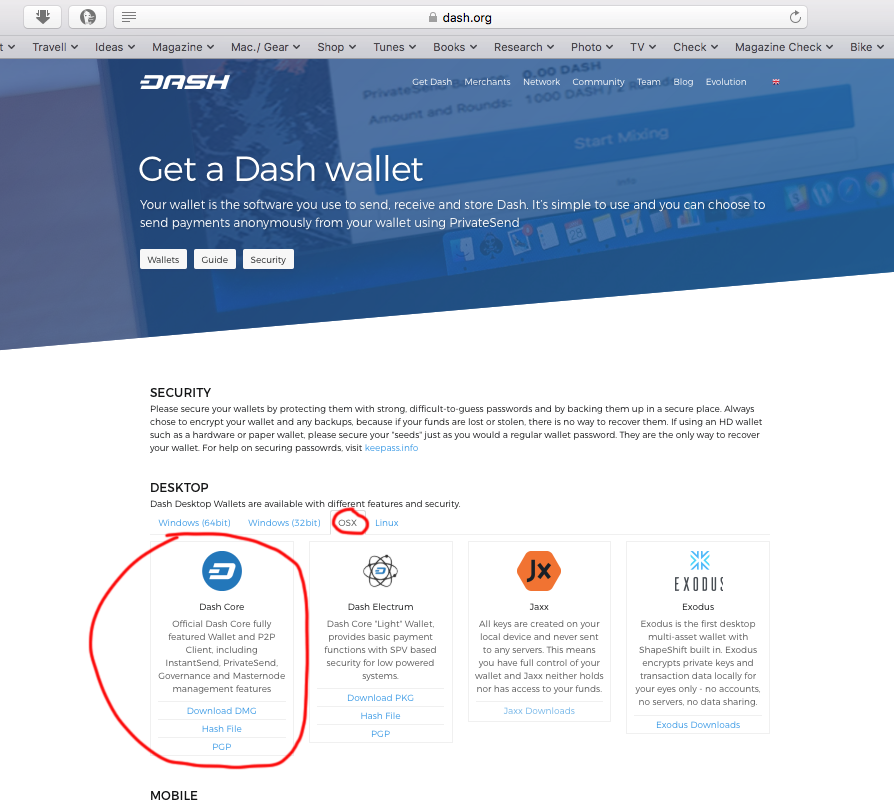 dash.org
t Travell Ideas Magazine Mac./ Gear Shop Tunes Books Research Photo TV Check Magazine Check Bike
DASH
Get Dash Merchants Network Community Team Blog Evolution
0.00 DASH
Amount and Rounds: 1000 DASH / 2
Start Mixing
Info
Get a Dash wallet
Your wallet is the software you use to send, receive and store Dash. It's simple to use and you can choose to
send payments anonymously from your wallet using PrivateSend
Wallets Guide Security
SECURITY
Please secure your wallets by protecting them with strong, difficult-to-guess passwords and by backing them up in a secure place. Always
chose to encrypt your wallet and any backups, because if your funds are lost or stolen, there is no way to recover them. If using an HD wallet
such as a hardware or paper wallet, please secure your "seeds" just as you would a regular wallet password. They are the only way to recover
your wallet. For help on securing passowrds, visit keepass.info
DESKTOP
Dash Desktop Wallets are available with different features and security.
Windows (64bit) Windows (32bit) OSX Linux
Dash Core
Official Dash Core fully
featured Wallet and P2P
Client, including
InstantSend, PrivateSend,
Governance and Masternode
management features
Download DMG
Hash File
PGP
Dash Electrum
Dash Core "Light" Wallet,
provides basic payment
functions with SPV based
security for low powered
systems.
Download PKG
Hash File
PGP
Jx
Jaxx
All keys are created on your
local device and never sent
to any servers. This means
you have full control of your
wallet and Jaxx neither holds
nor has access to your funds.
Jaxx Downloads
EXODUS
Exodus
Exodus is the first desktop
multi-asset wallet with
ShapeShift built in. Exodus
encrypts private keys and
transaction data locally for
your eyes only - no accounts,
no servers, no data sharing.
Exodus Downloads
MOBILE